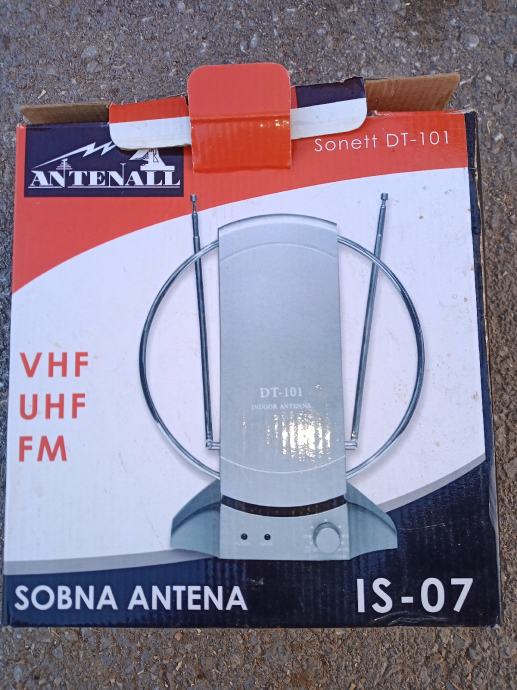 Sonett DT-101
ANTENALL
VHF
UHF
FM
DT-101
INDOOR ANTENNA
SOBNA ANTENA
IS-07